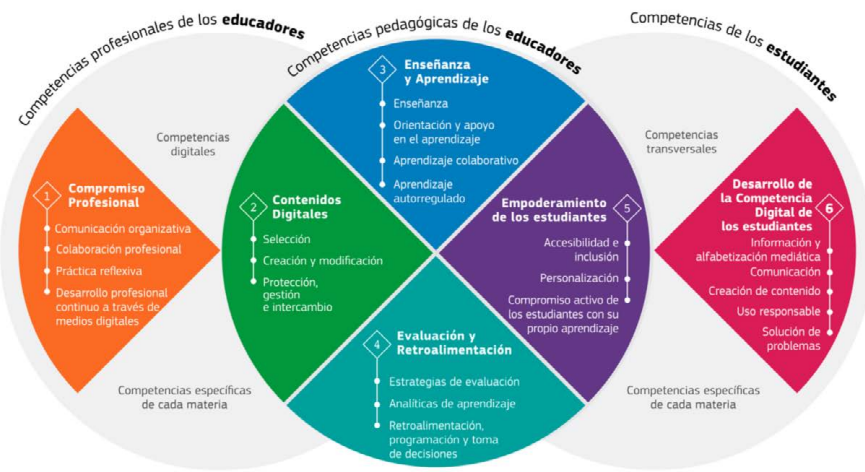 Competencias profesionales de los educadores
Competencias pedagógicas de los educadores
Competencias de los estudiantes
Competencias
digitales
Competencias
transversales
1
Compromiso
Profesional
Comunicación organizativa
Colaboración profesional
Práctica reflexiva
Desarrollo profesional
continuo a través de
medios digitales
2
Contenidos
Digitales
Selección
Creación y modificación
Protección,
gestión
e intercambio
3
Enseñanza
y Aprendizaje
Enseñanza
Orientación y apoyo
en el aprendizaje
Aprendizaje colaborativo
Aprendizaje
autorregulado
4
Evaluación y
Retroalimentación
Estrategias de evaluación
Analíticas de aprendizaje
Retroalimentación,
programación y toma
de decisiones
Empoderamiento
de los estudiantes
5
Accesibilidad e
inclusión
Personalización
Compromiso activo de
los estudiantes con su
propio aprendizaje
Desarrollo de
la Competencia
Digital de
los estudiantes
6
Información y
alfabetización mediática
Comunicación
Creación de contenido
Uso responsable
Solución de
problemas
Competencias específicas
de cada materia
Competencias específicas
de cada materia